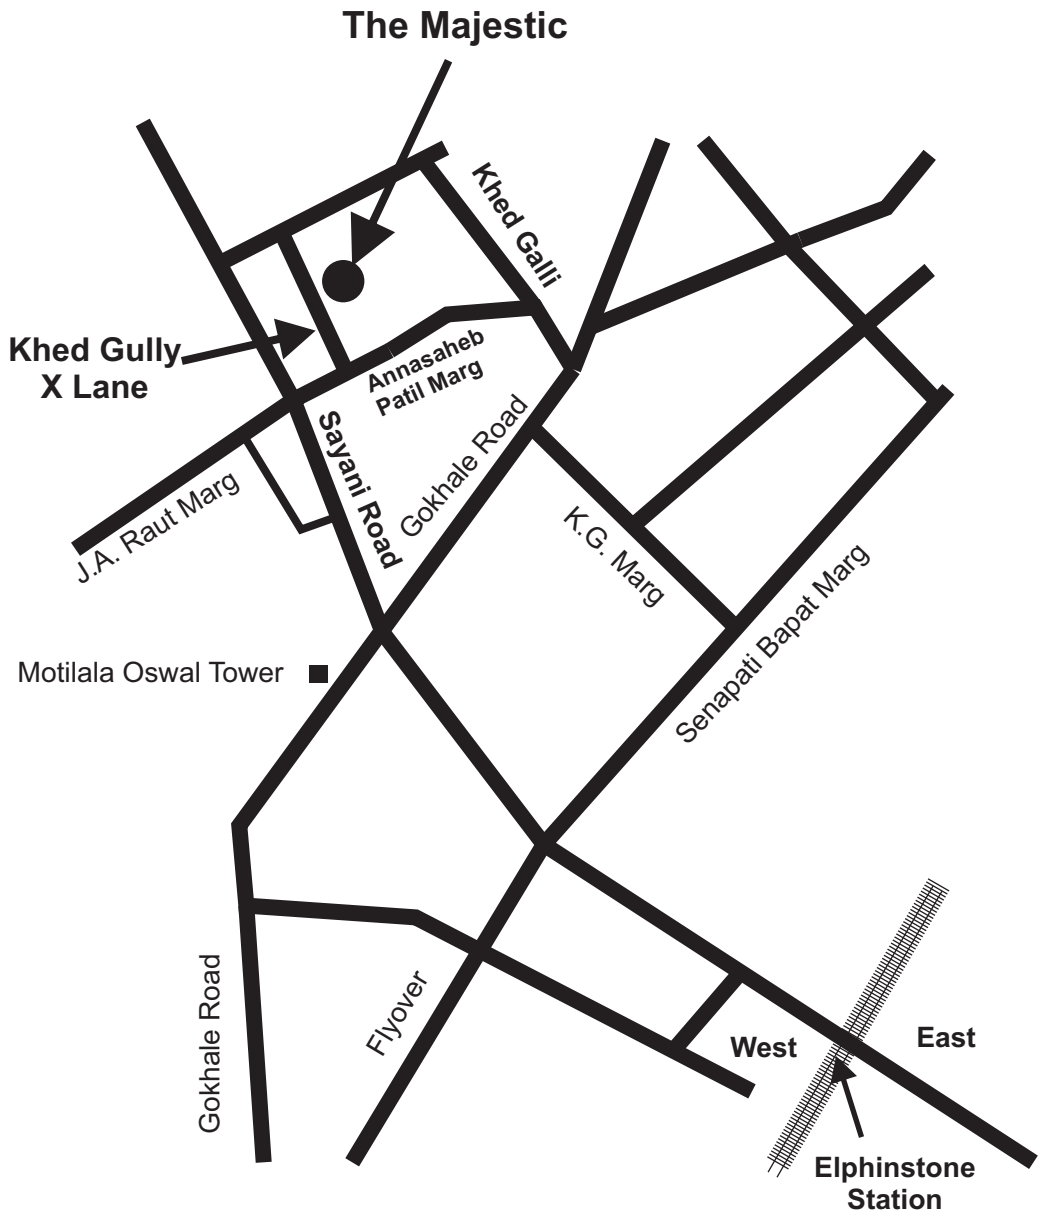 The Majestic
Khed Galli
Khed Gully
X Lane
Annasaheb
Patil Marg
Sayani Road
Gokhale Road
J.A. Raut Marg
K.G. Marg
Senapati Bapat Marg
Motilala Oswal Tower
Gokhale Road
Flyover
West
East
Elphinstone
Station